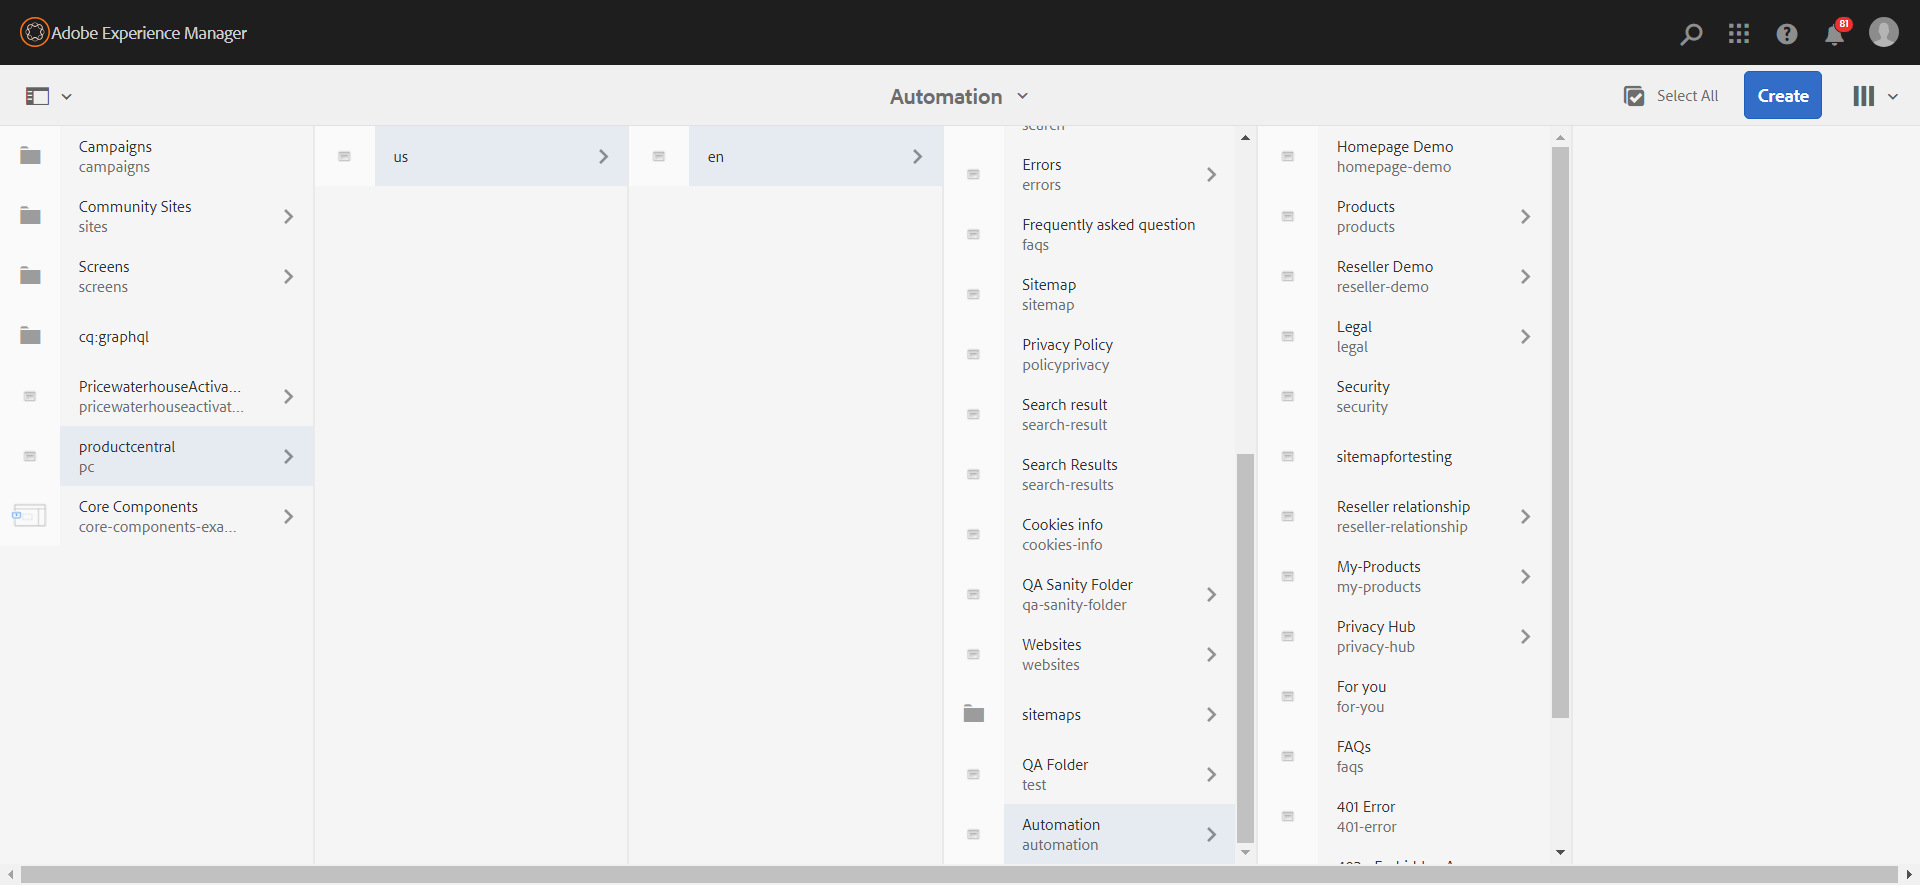 Adobe Experience Manager
81
Automation
Select All
Create
Campaigns
campaigns
Community Sites
sites
Screens
screens
cq:graphql
PricewaterhouseActiva...
pricewaterhouseactivat...
productcentral
pc
Core Components
core-components-exa...
us
en
search
Errors
errors
Frequently asked question
faqs
Sitemap
sitemap
Privacy Policy
policyprivacy
Search result
search-result
Search Results
search-results
Cookies info
cookies-info
QA Sanity Folder
qa-sanity-folder
Websites
websites
sitemaps
QA Folder
test
Automation
automation
Homepage Demo
homepage-demo
Products
products
Reseller Demo
reseller-demo
Legal
legal
Security
security
sitemapfortesting
Reseller relationship
reseller-relationship
My-Products
my-products
Privacy Hub
privacy-hub
For you
for-you
FAQs
faqs
401 Error
401-error